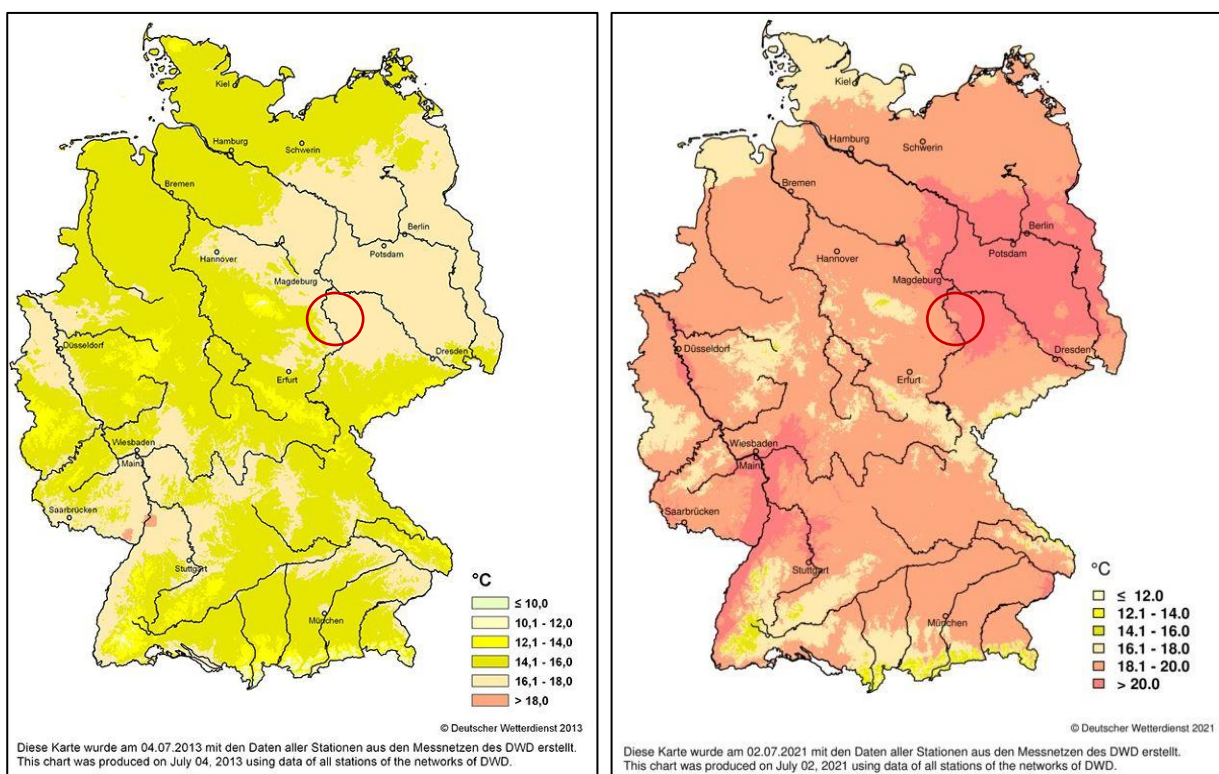 Kiel
Hamburg
Schwerin
Bremen
Berlin
Potsdam
Hannover
Magdeburg
Düsseldorf
Dresden
Erfurt
Wiesbaden
Mainz
Saarbrücken
Stuttgart
München
°C
≤ 10,0
10,1 - 12,0
12,1 - 14,0
14,1 - 16,0
16,1 - 18,0
> 18,0
© Deutscher Wetterdienst 2013
Diese Karte wurde am 04.07.2013 mit den Daten aller Stationen aus den Messnetzen des DWD erstellt.
This chart was produced on July 04, 2013 using data of all stations of the networks of DWD.
Kiel
Hamburg
Schwerin
Bremen
Berlin
Potsdam
Hannover
Magdeburg
Düsseldorf
Dresden
Erfurt
Wiesbaden
Mainz
Saarbrücken
Stuttgart
München
°C
≤ 12.0
12.1 - 14.0
14.1 - 16.0
16.1 - 18.0
18.1 - 20.0
> 20.0
© Deutscher Wetterdienst 2021
Diese Karte wurde am 02.07.2021 mit den Daten aller Stationen aus den Messnetzen des DWD erstellt.
This chart was produced on July 02, 2021 using data of all stations of the networks of DWD.